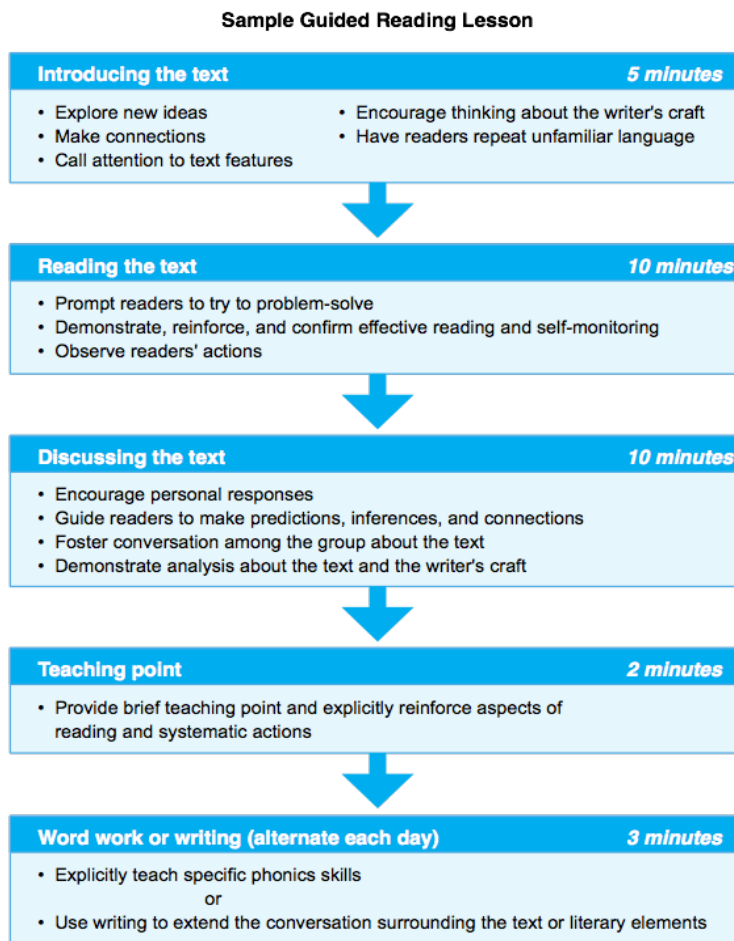 Sample Guided Reading Lesson
Introducing the text 5 minutes
• Explore new ideas
• Make connections
• Call attention to text features
• Encourage thinking about the writer's craft
• Have readers repeat unfamiliar language
Reading the text 10 minutes
• Prompt readers to try to problem-solve
• Demonstrate, reinforce, and confirm effective reading and self-monitoring
• Observe readers' actions
Discussing the text 10 minutes
• Encourage personal responses
• Guide readers to make predictions, inferences, and connections
• Foster conversation among the group about the text
• Demonstrate analysis about the text and the writer's craft
Teaching point 2 minutes
• Provide brief teaching point and explicitly reinforce aspects of
reading and systematic actions
Word work or writing (alternate each day) 3 minutes
• Explicitly teach specific phonics skills
or
• Use writing to extend the conversation surrounding the text or literary elements